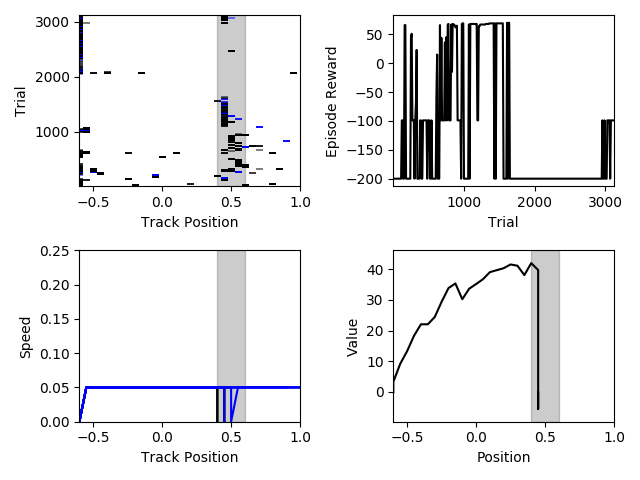 3000
2000
1000
Trial
−0.5 0.0 0.5 1.0
Track Position
50
0
−50
−100
−150
−200
Episode Reward
1000 2000 3000
Trial
0.25
0.20
0.15
0.10
0.05
0.00
Speed
−0.5 0.0 0.5 1.0
Track Position
40
30
20
10
0
Value
−0.5 0.0 0.5 1.0
Position